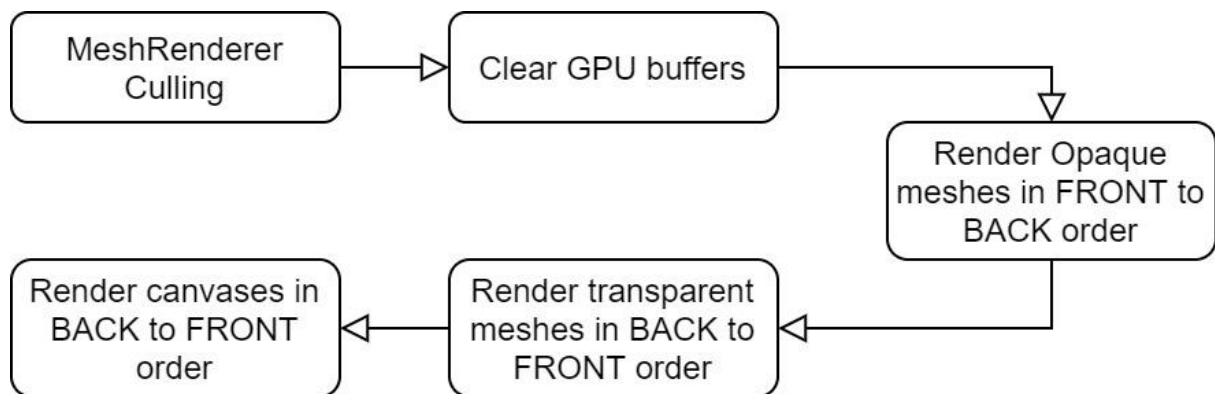 MeshRenderer
Culling
Clear GPU buffers
Render Opaque
meshes in FRONT to
BACK order
Render transparent
meshes in BACK to
FRONT order
Render canvases in
BACK to FRONT
order